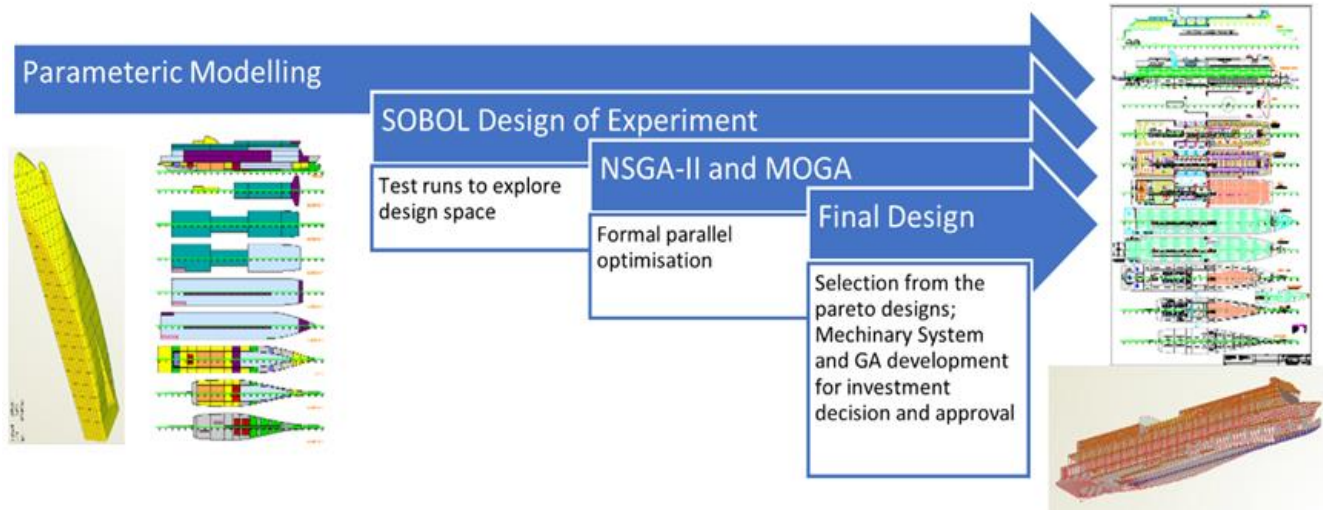 Parameteric Modelling
SOBOL Design of Experiment
Test runs to explore
design space
NSGA-II and MOGA
Formal parallel
optimisation
Final Design
Selection from the
pareto designs;
Mechinary System
and GA development
for investment
decision and approval